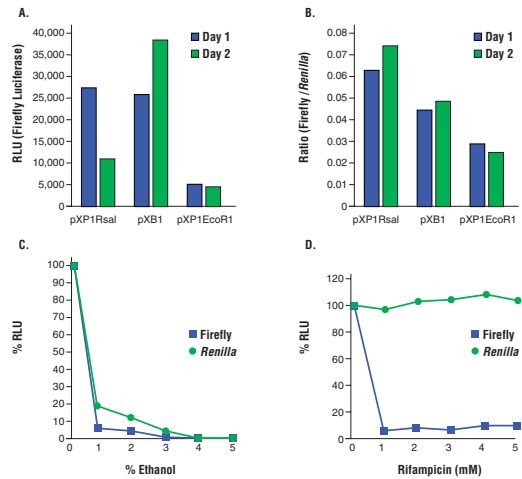 A.
RLU (Firefly Luciferase)
40,000
35,000
30,000
25,000
20,000
15,000
10,000
5,000
0
Day 1
Day 2
pXP1RsaI pXB1 pXP1EcoR1
B.
Ratio (Firefly/Renilla)
0.08
0.07
0.06
0.05
0.04
0.03
0.02
0.01
0
Day 1
Day 2
pXP1RsaI pXB1 pXP1EcoR1
C.
% RLU
100
90
80
70
60
50
40
30
20
10
0
Firefly
Renilla
0 1 2 3 4 5
% Ethanol
D.
% RLU
120
100
80
60
40
20
0
Firefly
Renilla
0 1 2 3 4 5
Rifampicin (mM)